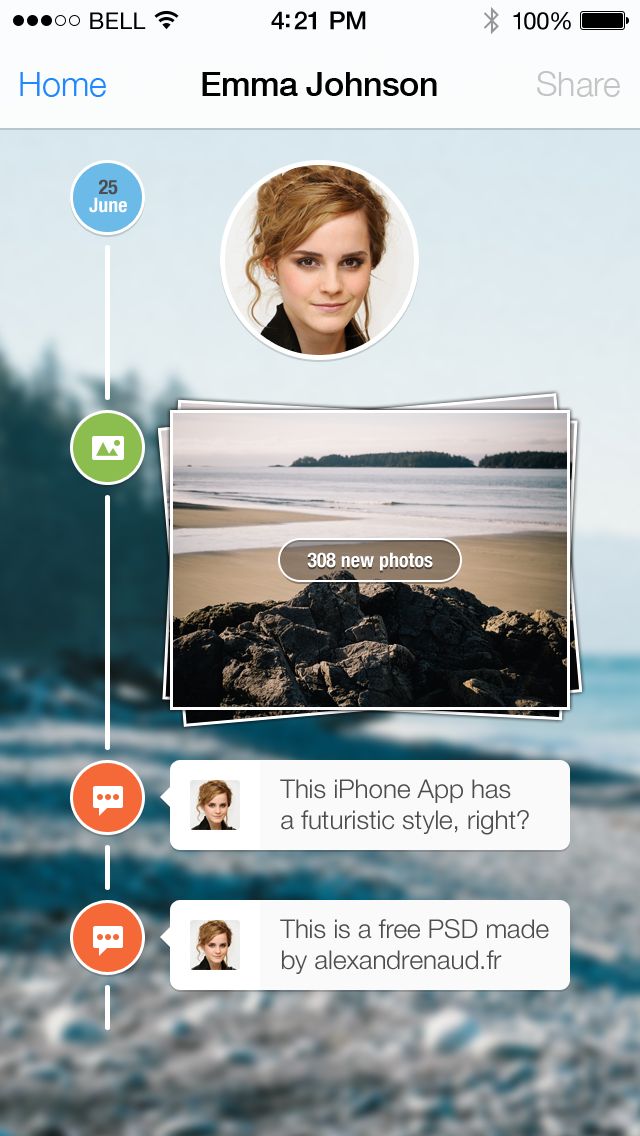 BELL 4:21 PM 100%
Home Emma Johnson Share
25
June
308 new photos
This iPhone App has
a futuristic style, right?
This is a free PSD made
by alexandrenaud.fr